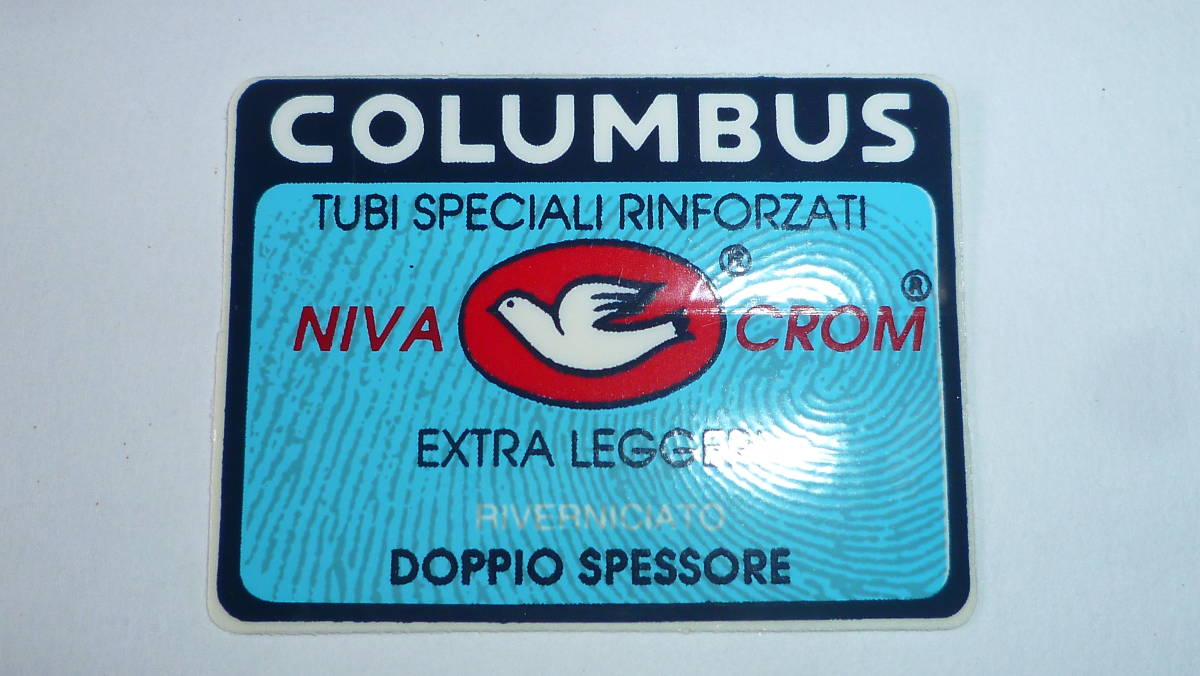 COLUMBUS
TUBI SPECIALI RINFORZATI
®
NIVA CROM®
EXTRA
RIVERNICIATO
DOPPIO SPESSORE